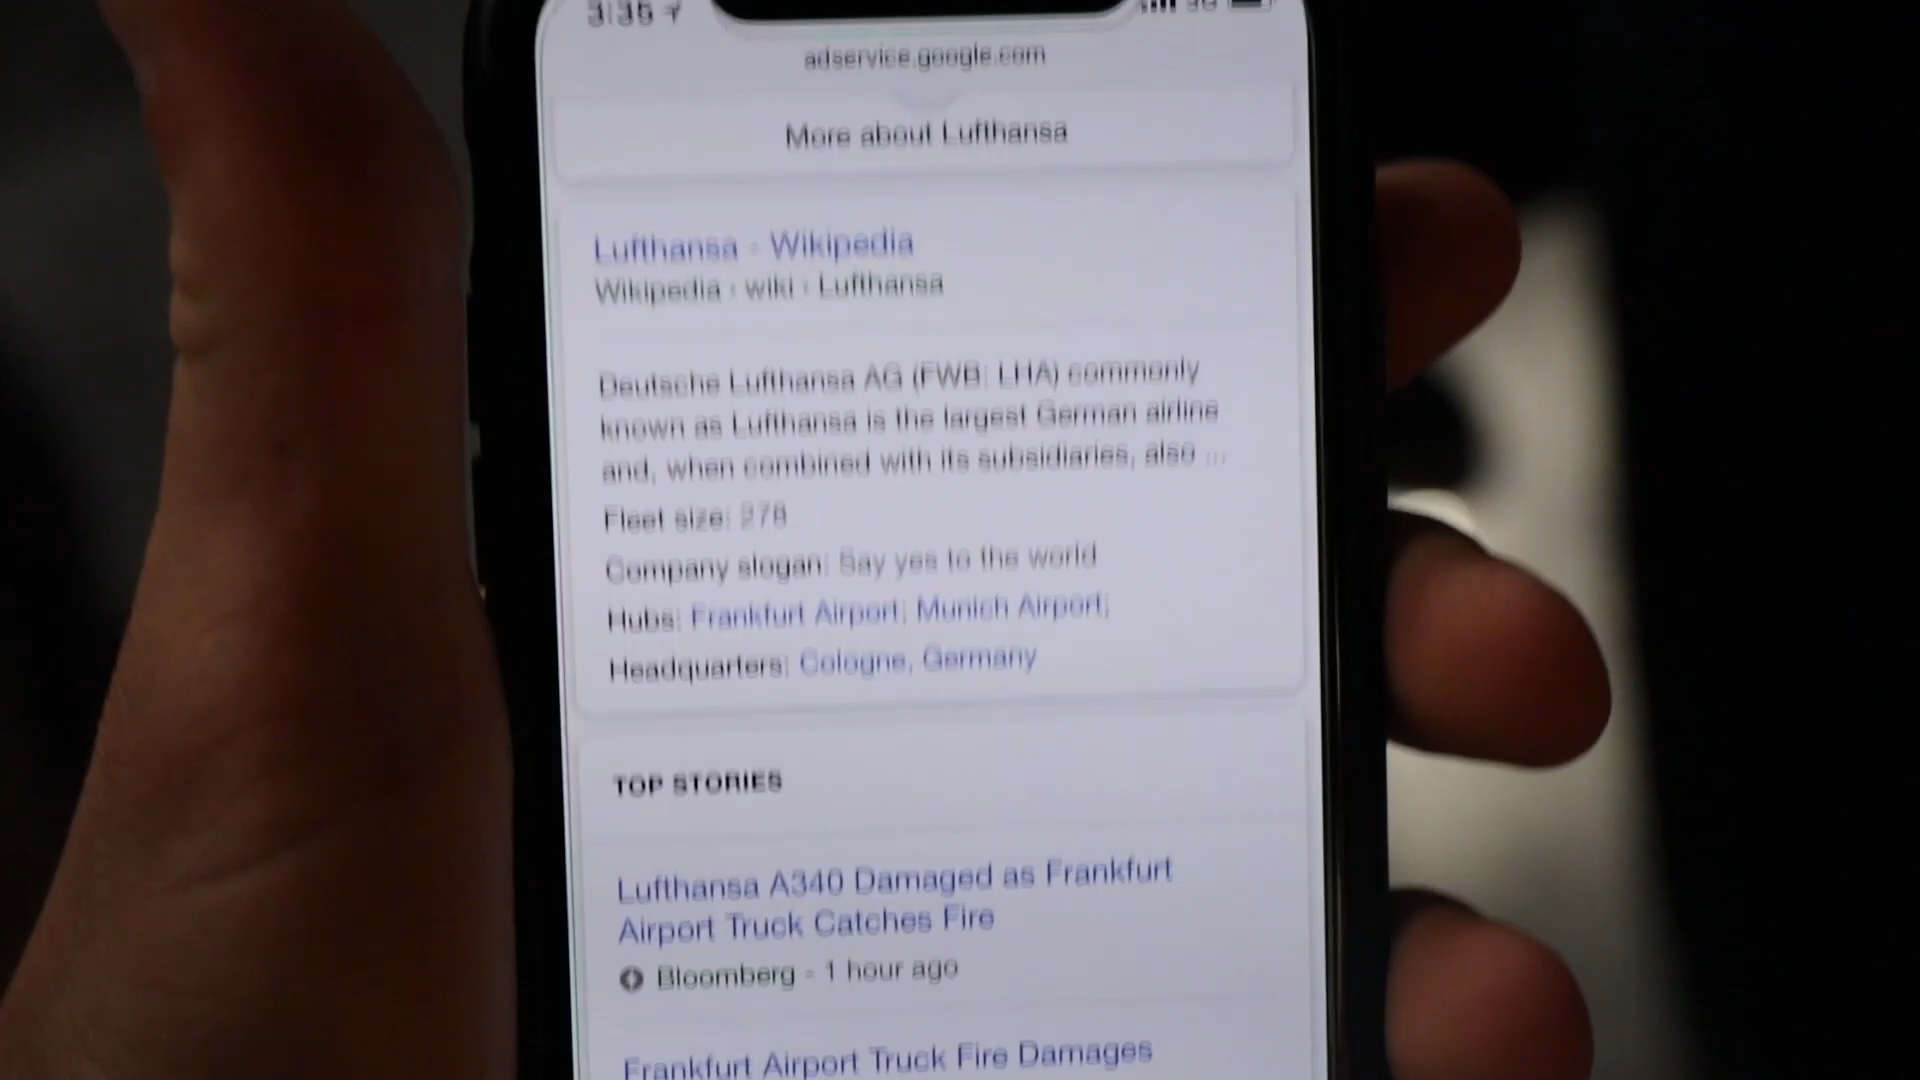 3:35
adservice.google.com
More about Lufthansa
Lufthansa - Wikipedia
Wikipedia › wiki › Lufthansa
Deutsche Lufthansa AG (FWB: LHA) commonly
known as Lufthansa is the largest German airline
and, when combined with its subsidiaries, also ...
Fleet size: 278
Company slogan: Say yes to the world
Hubs: Frankfurt Airport; Munich Airport;
Headquarters: Cologne, Germany
TOP STORIES
Lufthansa A340 Damaged as Frankfurt
Airport Truck Catches Fire
Bloomberg - 1 hour ago
Frankfurt Airport Truck Fire Damages